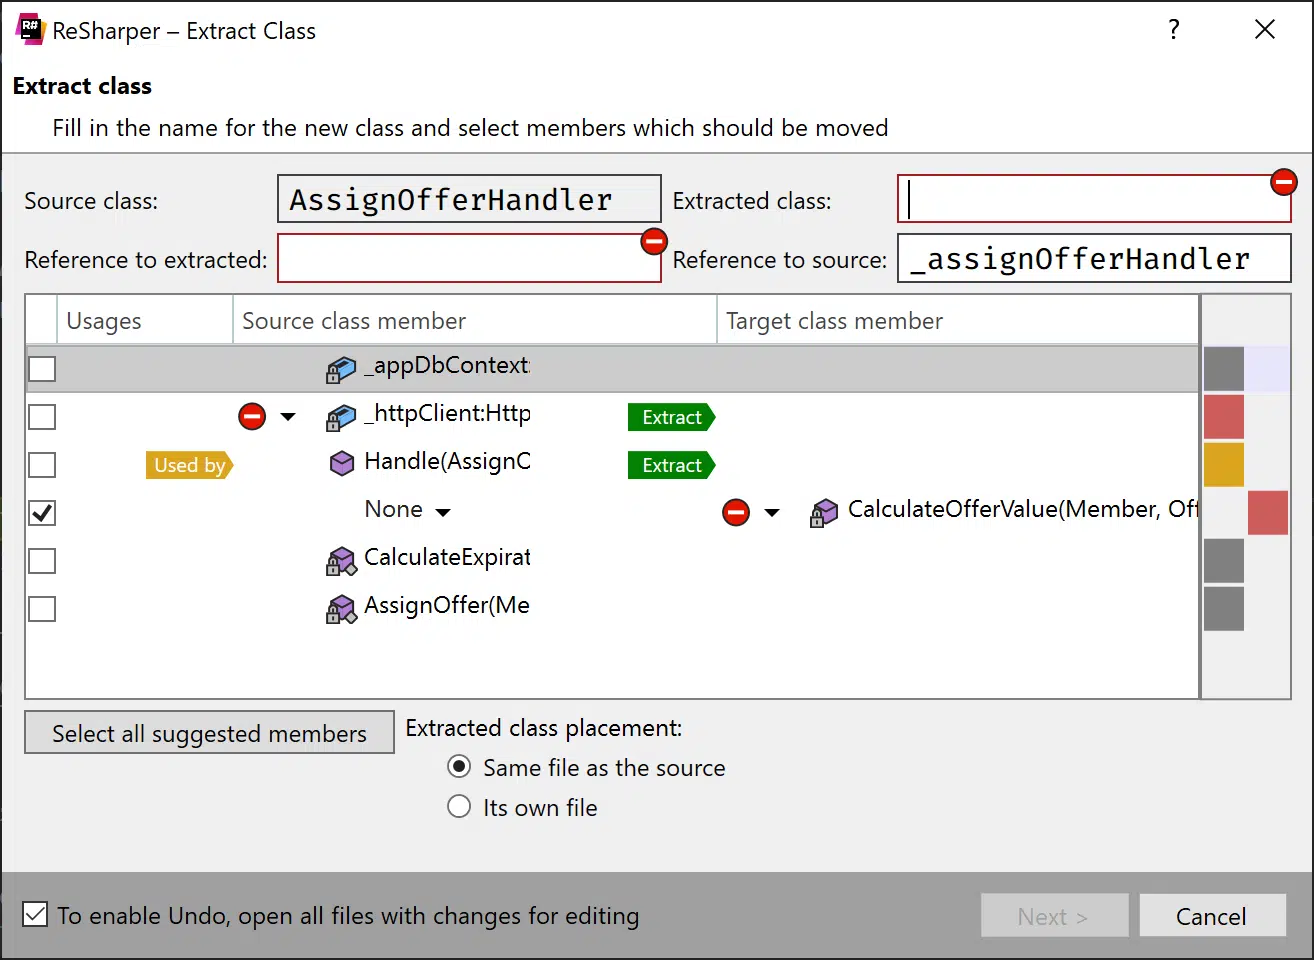 R#
ReSharper – Extract Class ?
Extract class
Fill in the name for the new class and select members which should be moved
Source class: AssignOfferHandler Extracted class:
Reference to extracted: Reference to source: _assignOfferHandler
Usages Source class member Target class member
_appDbContext:
_httpClient:Http Extract
Used by Handle(AssignO Extract
None CalculateOfferValue(Member, Off
CalculateExpirat
AssignOffer(Me
Select all suggested members Extracted class placement:
Same file as the source
Its own file
To enable Undo, open all files with changes for editing Next > Cancel